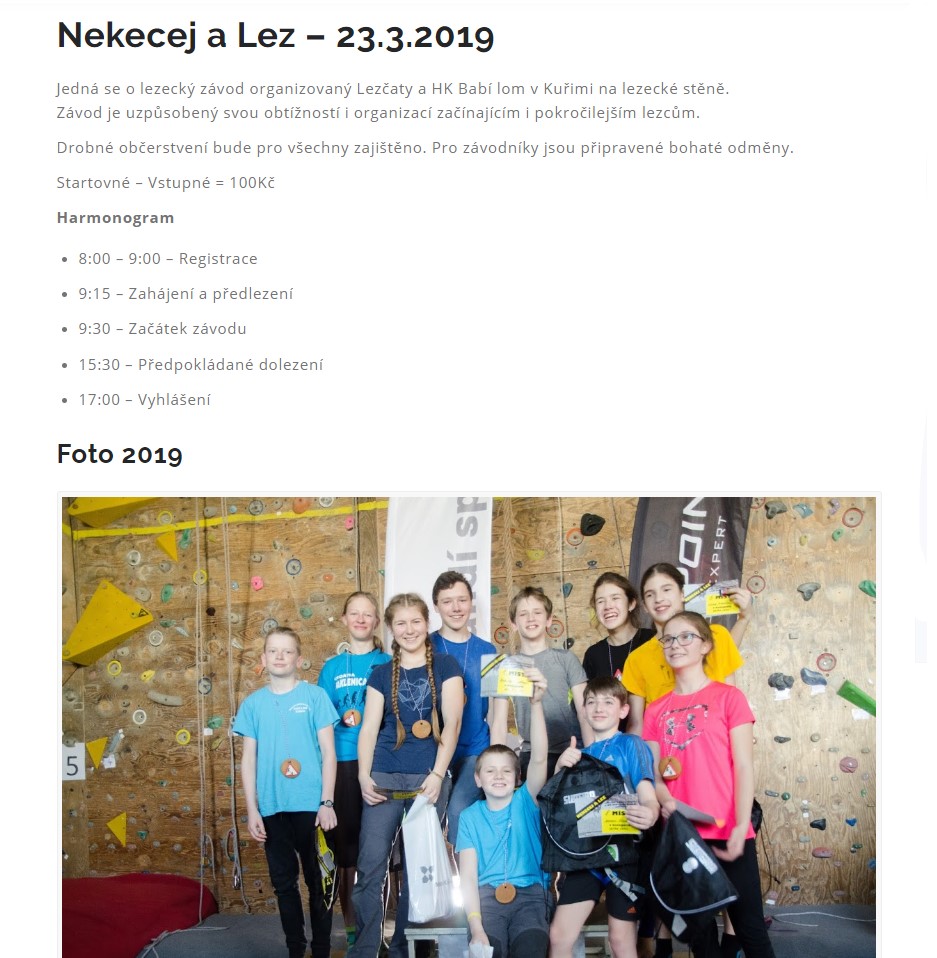 Nekecej a Lez – 23.3.2019
Jedná se o lezecký závod organizovaný Lezčaty a HK Babí lom v Kuřimi na lezecké stěně.
Závod je uzpůsobený svou obtížností i organizací začínajícím i pokročilejším lezcům.
Drobné občerstvení bude pro všechny zajištěno. Pro závodníky jsou připravené bohaté odměny.
Startovné – Vstupné = 100Kč
Harmonogram
• 8:00 – 9:00 – Registrace
• 9:15 – Zahájení a předlezení
• 9:30 – Začátek závodu
• 15:30 – Předpokládané dolezení
• 17:00 – Vyhlášení
Foto 2019
5